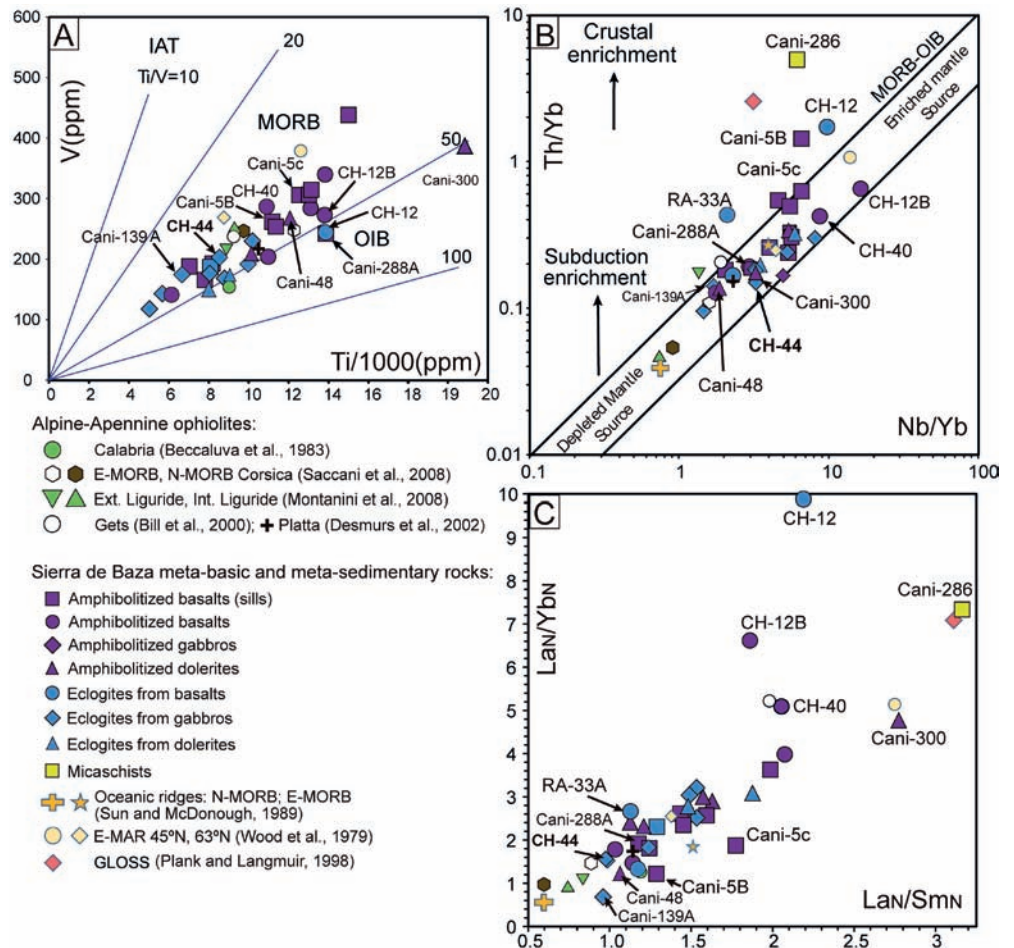 A
600
500
400
300
200
100
0
V(ppm)
IAT
Ti/V=10
20
MORB
50
Cani-5c
Cani-300
CH-12B
CH-40
Cani-5B
CH-12
CH-44
Cani-139A
OIB
Cani-288A
Cani-48
100
Ti/1000(ppm)
0 2 4 6 8 10 12 14 16 18 20 20
B
10
1
0.1
0.01
Th/Yb
Crustal
enrichment
Cani-286
MORB-OIB
Enriched mantle
Source
CH-12
Cani-5B
Cani-5c
RA-33A
CH-12B
Cani-288A
CH-40
Subduction
enrichment
Cani-139A
Cani-300
CH-44
Cani-48
Depleted Mantle
Source
Nb/Yb
0.1 1 10 100
Alpine-Apennine ophiolites:
Calabria (Beccaluva et al., 1983)
E-MORB, N-MORB Corsica (Saccani et al., 2008)
Ext. Liguride, Int. Liguride (Montanini et al., 2008)
Gets (Bill et al., 2000); Platta (Desmurs et al., 2002)
Sierra de Baza meta-basic and meta-sedimentary rocks:
Amphibolitized basalts (sills)
Amphibolitized basalts
Amphibolitized gabbros
Amphibolitized dolerites
Eclogites from basalts
Eclogites from gabbros
Eclogites from dolerites
Micaschists
Oceanic ridges: N-MORB; E-MORB
(Sun and McDonough, 1989)
E-MAR 45ºN, 63ºN (Wood et al., 1979)
GLOSS (Plank and Langmuir, 1998)
C
10
9
8
7
6
5
4
3
2
1
0
LaN/YbN
CH-12
Cani-286
CH-12B
CH-40
Cani-300
RA-33A
Cani-288A
CH-44
Cani-5c
Cani-5B
Cani-48
Cani-139A
LaN/SmN
0.5 1.0 1.5 2 2.5 3